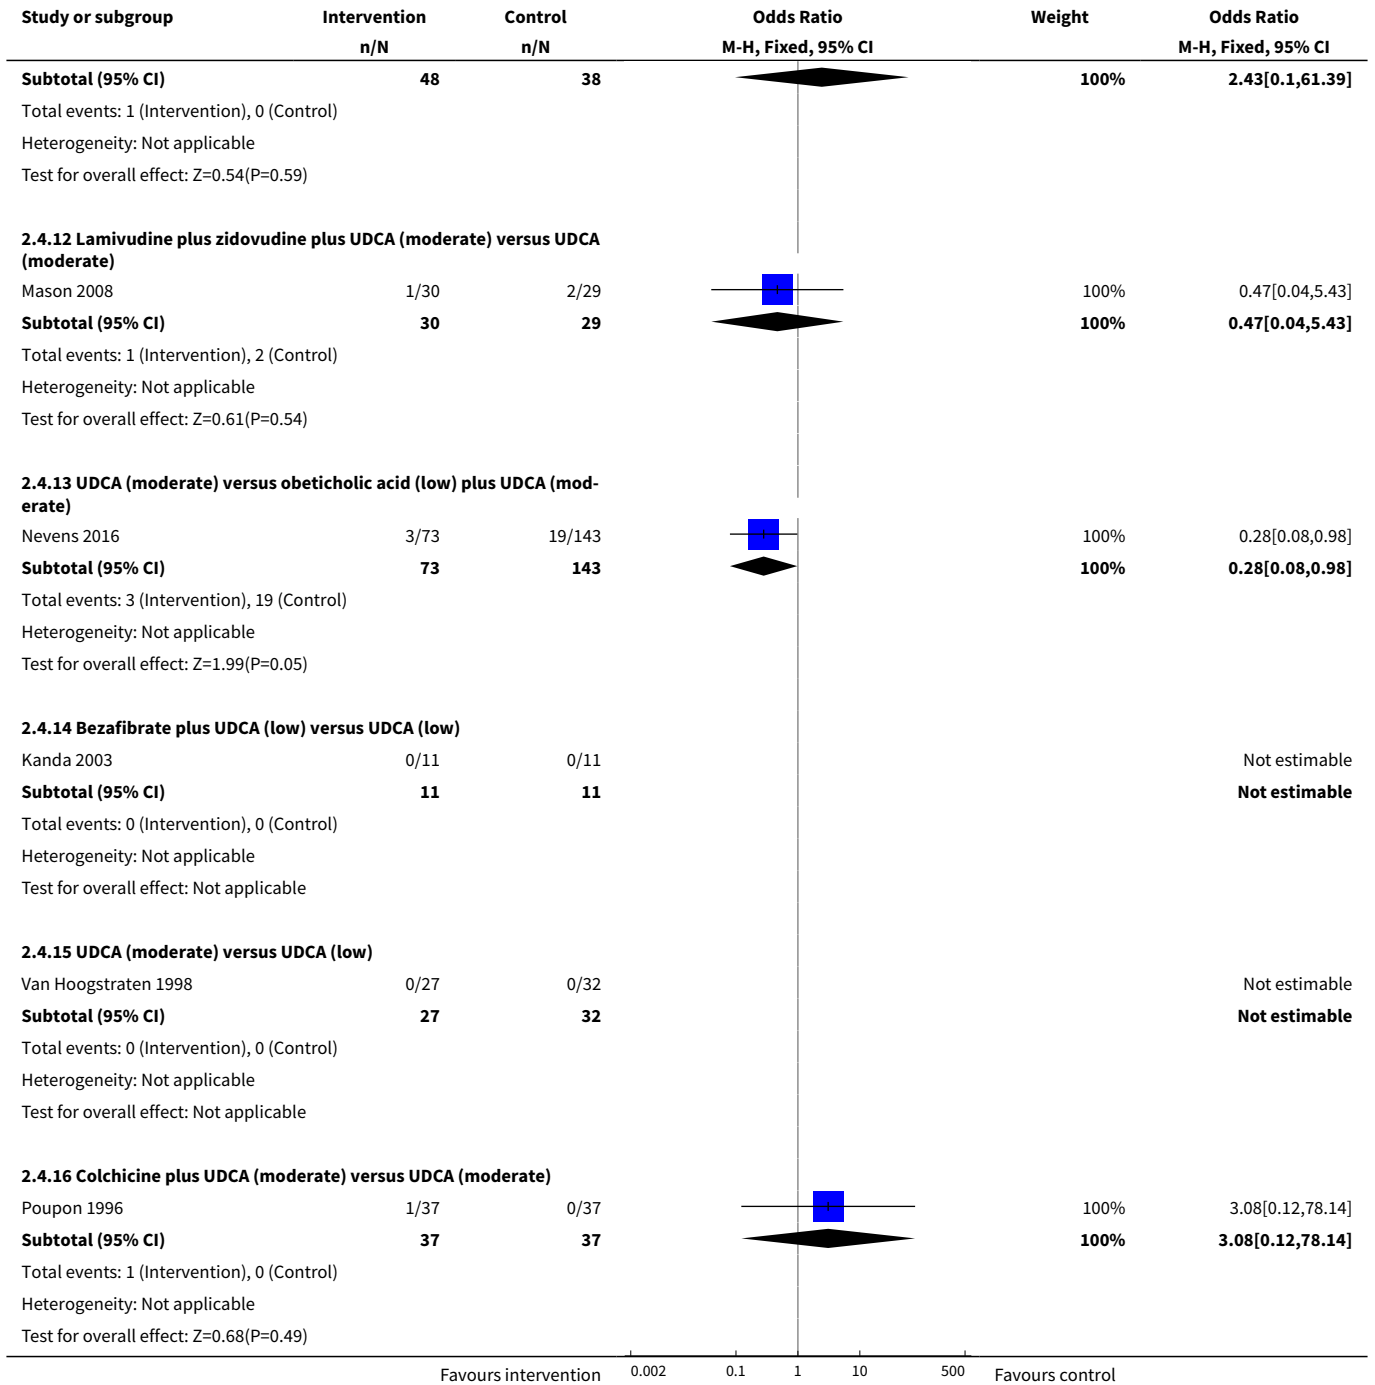 Study or subgroup Intervention Control Odds Ratio Weight Odds Ratio
n/N n/N M-H, Fixed, 95% CI M-H, Fixed, 95% CI
Subtotal (95% CI) 48 38 100% 2.43[0.1,61.39]
Total events: 1 (Intervention), 0 (Control)
Heterogeneity: Not applicable
Test for overall effect: Z=0.54(P=0.59)
2.4.12 Lamivudine plus zidovudine plus UDCA (moderate) versus UDCA
(moderate)
Mason 2008 1/30 2/29 100% 0.47[0.04,5.43]
Subtotal (95% CI) 30 29 100% 0.47[0.04,5.43]
Total events: 1 (Intervention), 2 (Control)
Heterogeneity: Not applicable
Test for overall effect: Z=0.61(P=0.54)
2.4.13 UDCA (moderate) versus obeticholic acid (low) plus UDCA (mod-
erate)
Nevens 2016 3/73 19/143 100% 0.28[0.08,0.98]
Subtotal (95% CI) 73 143 100% 0.28[0.08,0.98]
Total events: 3 (Intervention), 19 (Control)
Heterogeneity: Not applicable
Test for overall effect: Z=1.99(P=0.05)
2.4.14 Bezafibrate plus UDCA (low) versus UDCA (low)
Kanda 2003 0/11 0/11 Not estimable
Subtotal (95% CI) 11 11 Not estimable
Total events: 0 (Intervention), 0 (Control)
Heterogeneity: Not applicable
Test for overall effect: Not applicable
2.4.15 UDCA (moderate) versus UDCA (low)
Van Hoogstraten 1998 0/27 0/32 Not estimable
Subtotal (95% CI) 27 32 Not estimable
Total events: 0 (Intervention), 0 (Control)
Heterogeneity: Not applicable
Test for overall effect: Not applicable
2.4.16 Colchicine plus UDCA (moderate) versus UDCA (moderate)
Poupon 1996 1/37 0/37 100% 3.08[0.12,78.14]
Subtotal (95% CI) 37 37 100% 3.08[0.12,78.14]
Total events: 1 (Intervention), 0 (Control)
Heterogeneity: Not applicable
Test for overall effect: Z=0.68(P=0.49)
Favours intervention 0.002 0.1 1 10 500 Favours control